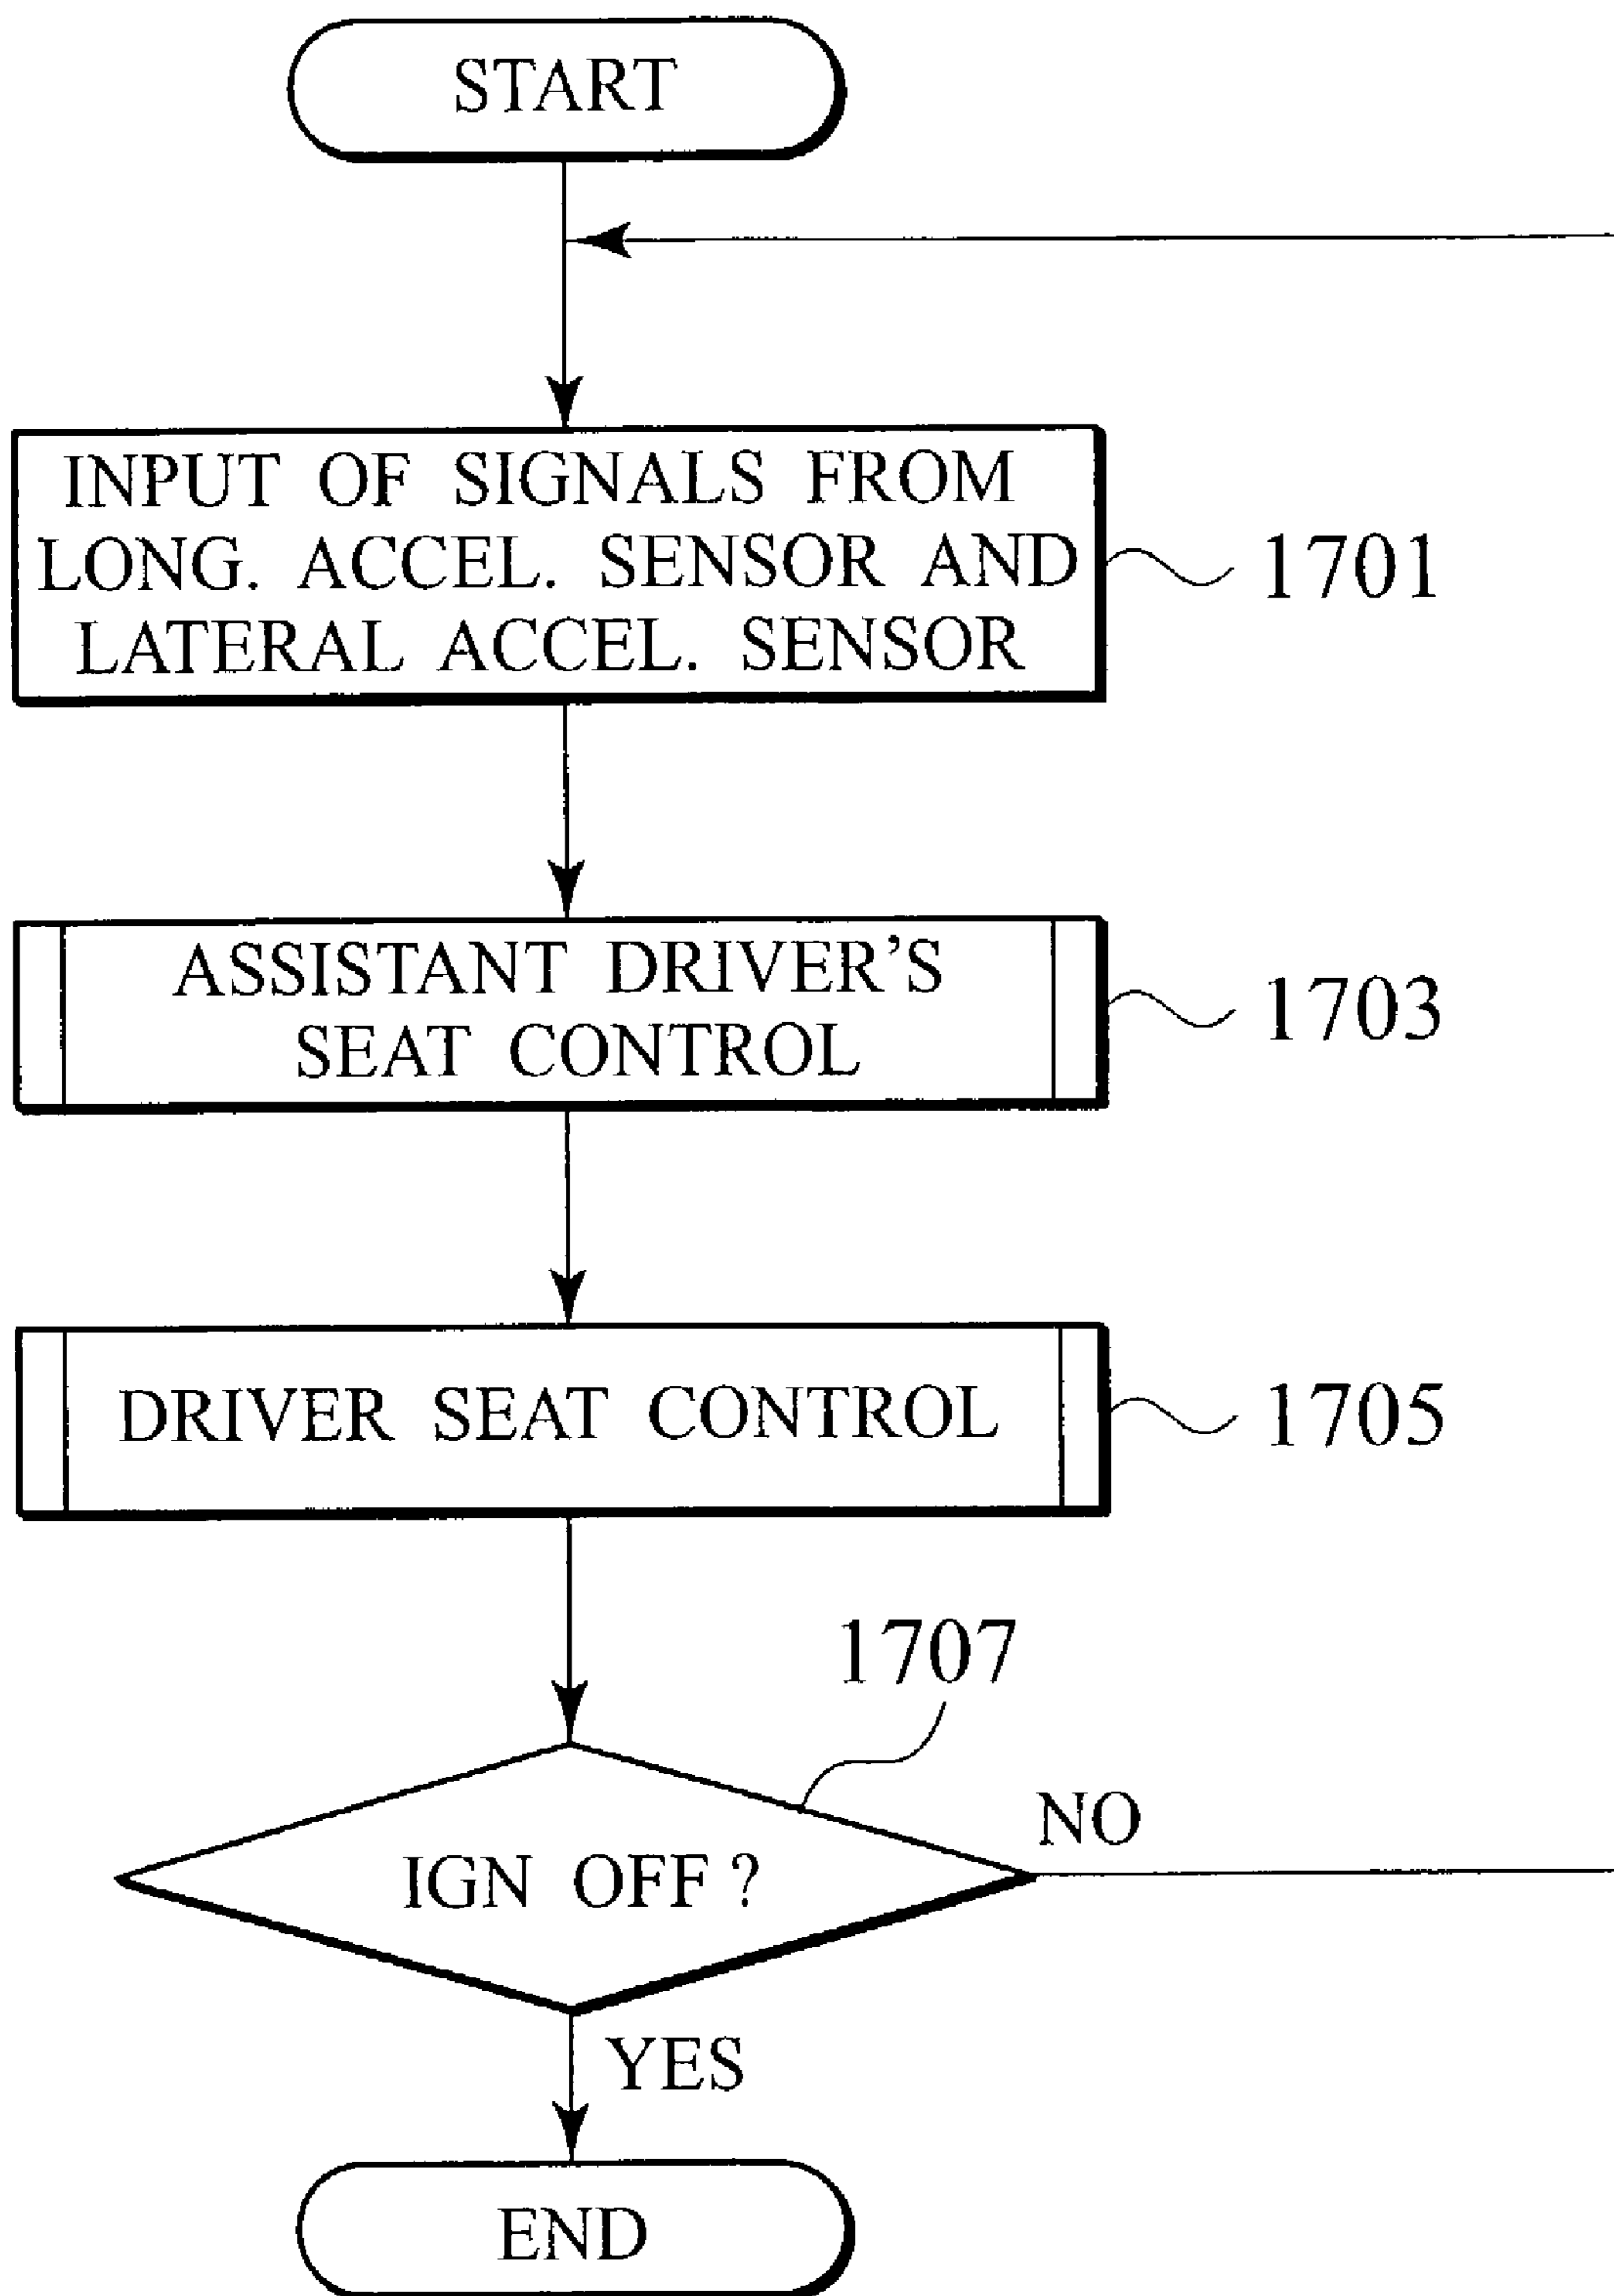 START
INPUT OF SIGNALS FROM
LONG. ACCEL. SENSOR AND
LATERAL ACCEL. SENSOR
1701
ASSISTANT DRIVER’S
SEAT CONTROL
1703
DRIVER SEAT CONTROL
1705
1707
IGN OFF ?
NO
YES
END